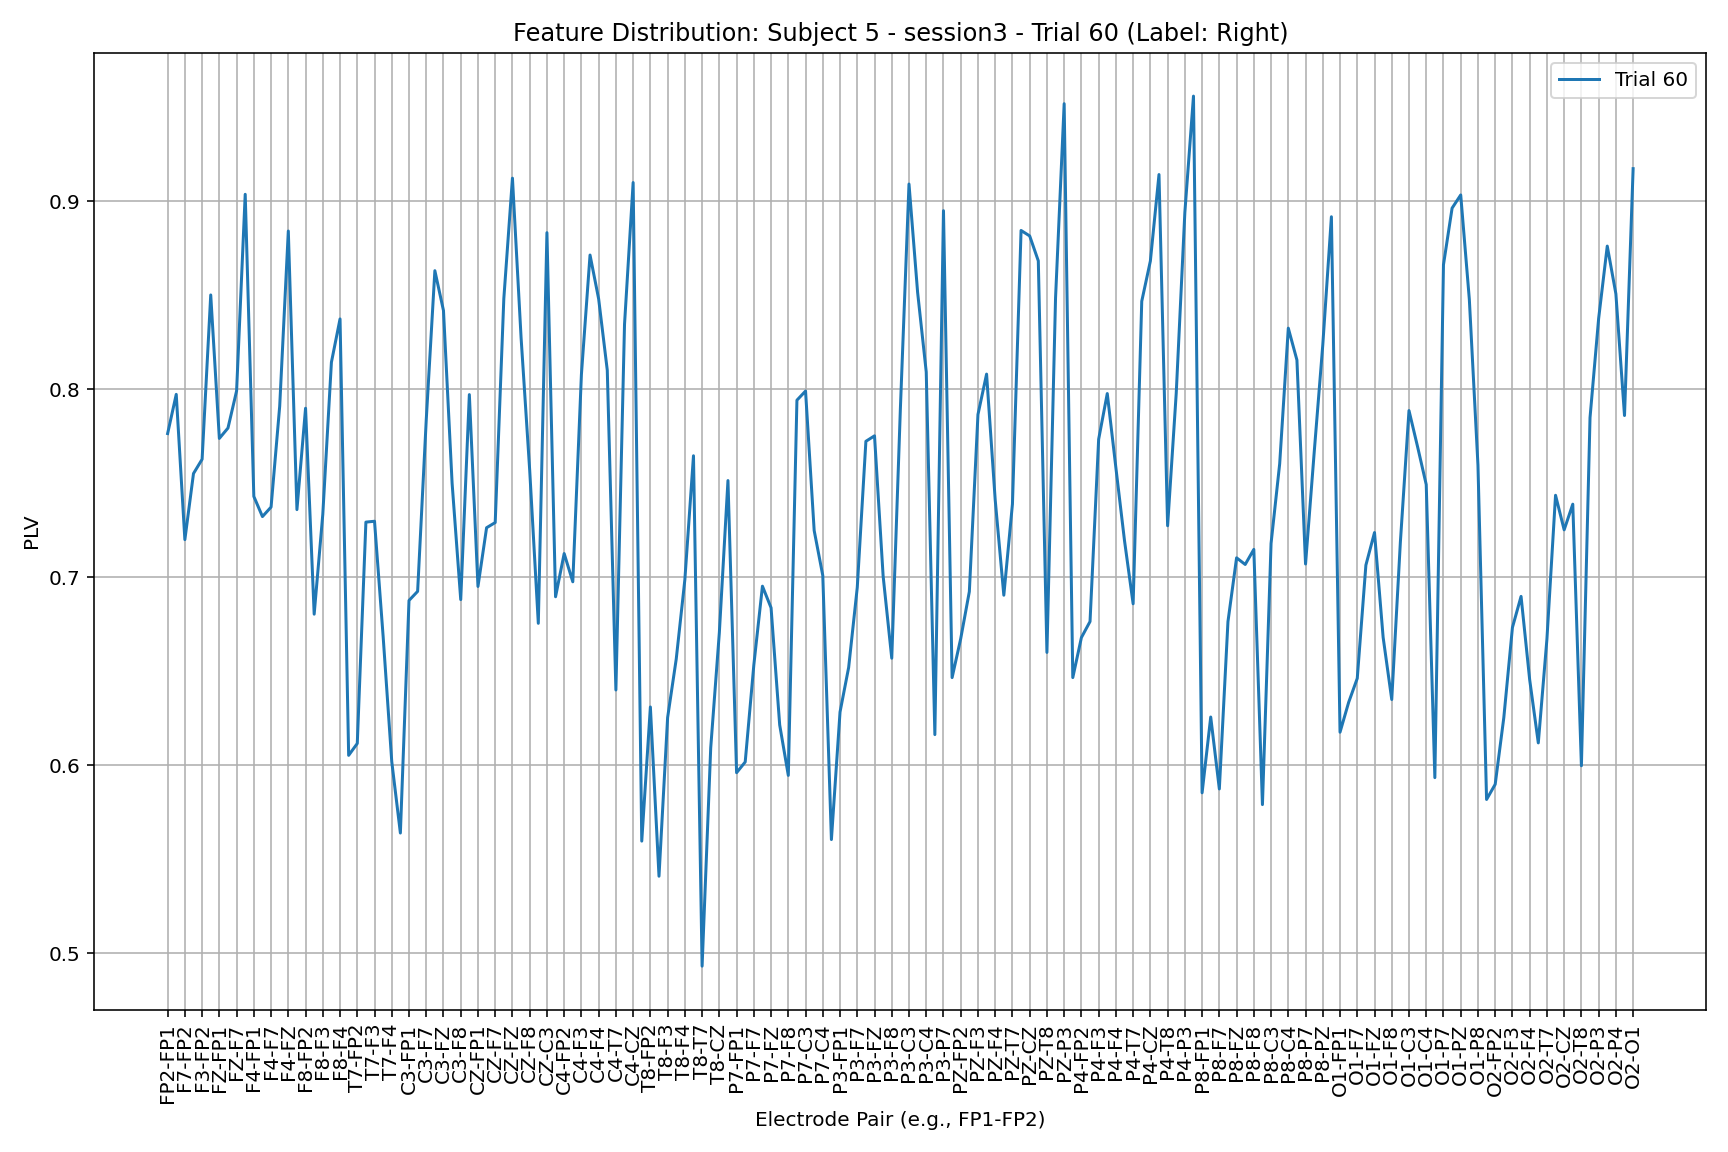 Feature Distribution: Subject 5 - session3 - Trial 60 (Label: Right)
Trial 60
PLV
0.9
0.8
0.7
0.6
0.5
FP2-FP1
F7-FP2
F3-FP2
FZ-FP1
FZ-F7
F4-FP1
F4-F7
F4-FZ
F8-FP2
F8-F3
F8-F4
T7-FP2
T7-F3
T7-F4
C3-FP1
C3-F7
C3-FZ
C3-F8
CZ-FP1
CZ-F7
CZ-FZ
CZ-F8
CZ-C3
C4-FP2
C4-F3
C4-F4
C4-T7
C4-CZ
T8-FP2
T8-F3
T8-F4
T8-T7
T8-CZ
P7-FP1
P7-F7
P7-FZ
P7-F8
P7-C3
P7-C4
P3-FP1
P3-F7
P3-FZ
P3-F8
P3-C3
P3-C4
P3-P7
PZ-FP2
PZ-F3
PZ-F4
PZ-T7
PZ-CZ
PZ-T8
PZ-P3
P4-FP2
P4-F3
P4-F4
P4-T7
P4-CZ
P4-T8
P4-P3
P8-FP1
P8-F7
P8-FZ
P8-F8
P8-C3
P8-C4
P8-P7
P8-PZ
O1-FP1
O1-F7
O1-FZ
O1-F8
O1-C3
O1-C4
O1-P7
O1-PZ
O1-P8
O2-FP2
O2-F3
O2-F4
O2-T7
O2-CZ
O2-T8
O2-P3
O2-P4
O2-O1
Electrode Pair (e.g., FP1-FP2)